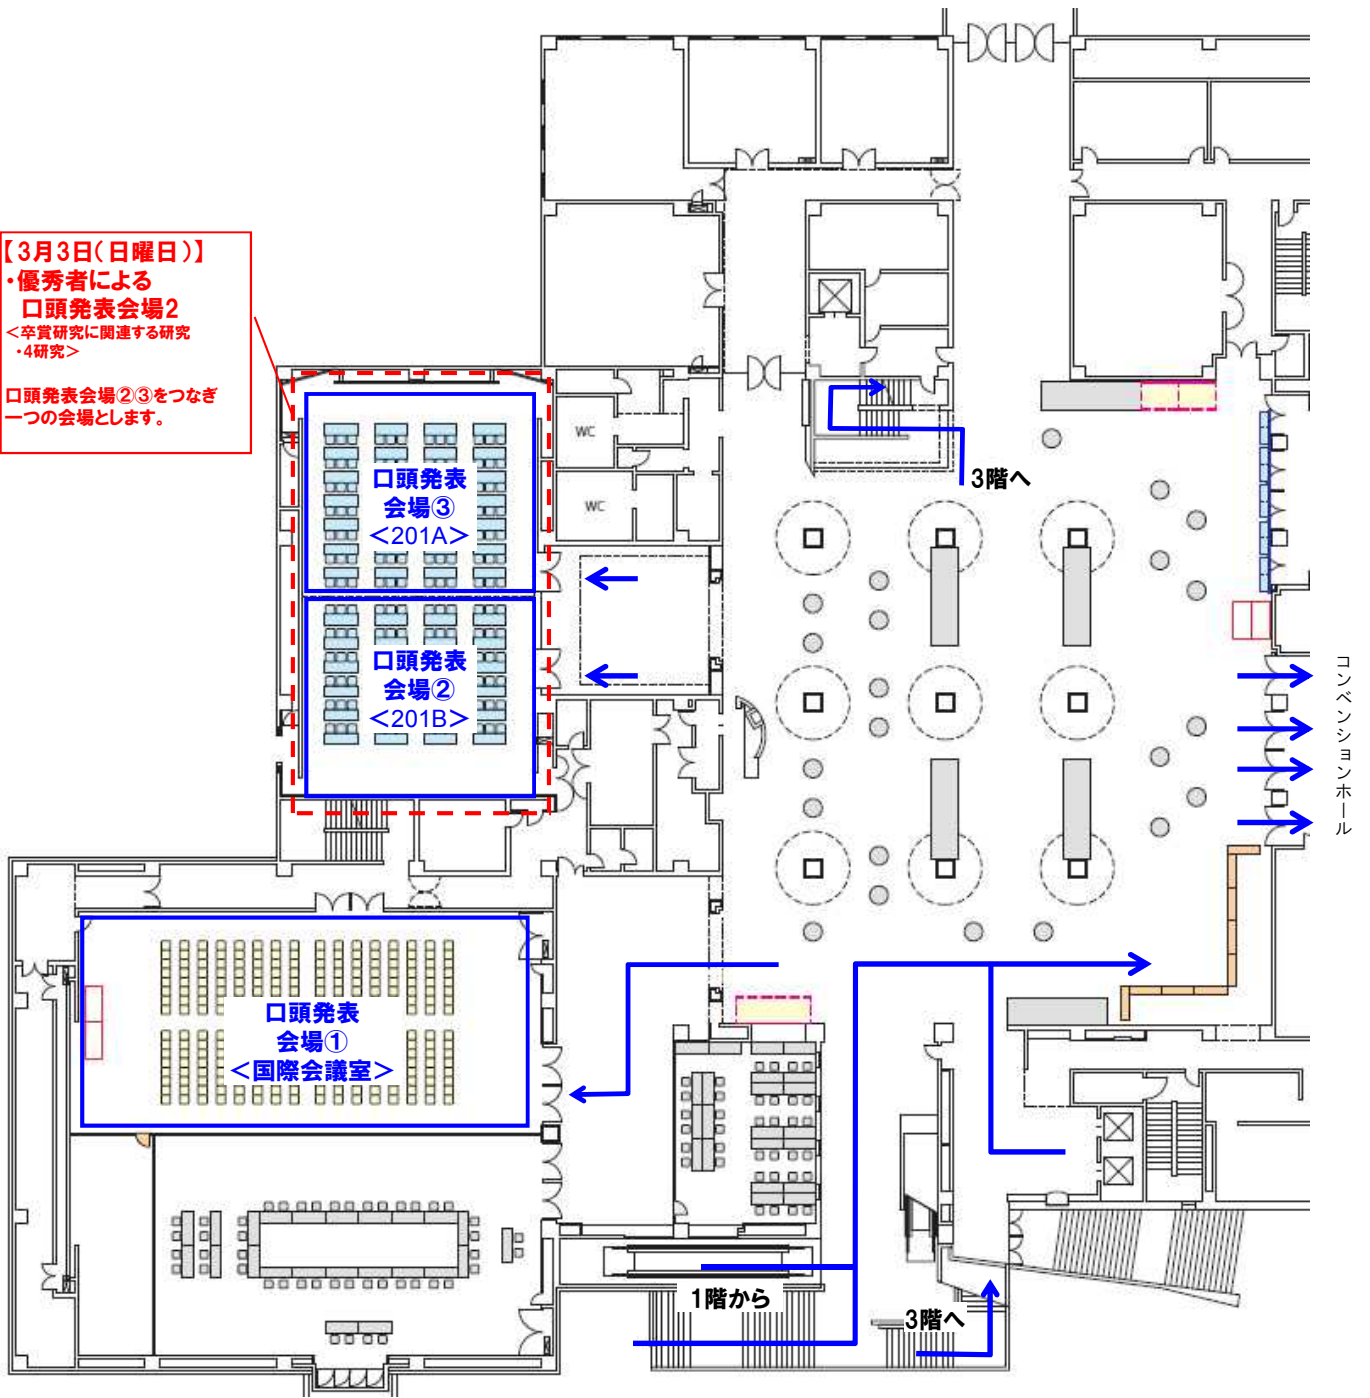 【3月3日(日曜日)】
・優秀者による
口頭発表会場2
<卒賞研究に関連する研究
・4研究>
口頭発表会場②③をつなぎ
一つの会場とします。
口頭発表
会場③
<201A>
口頭発表
会場②
<201B>
WC
WC
3階へ
コンベンションホール
口頭発表
会場①
<国際会議室>
1階から
3階へ